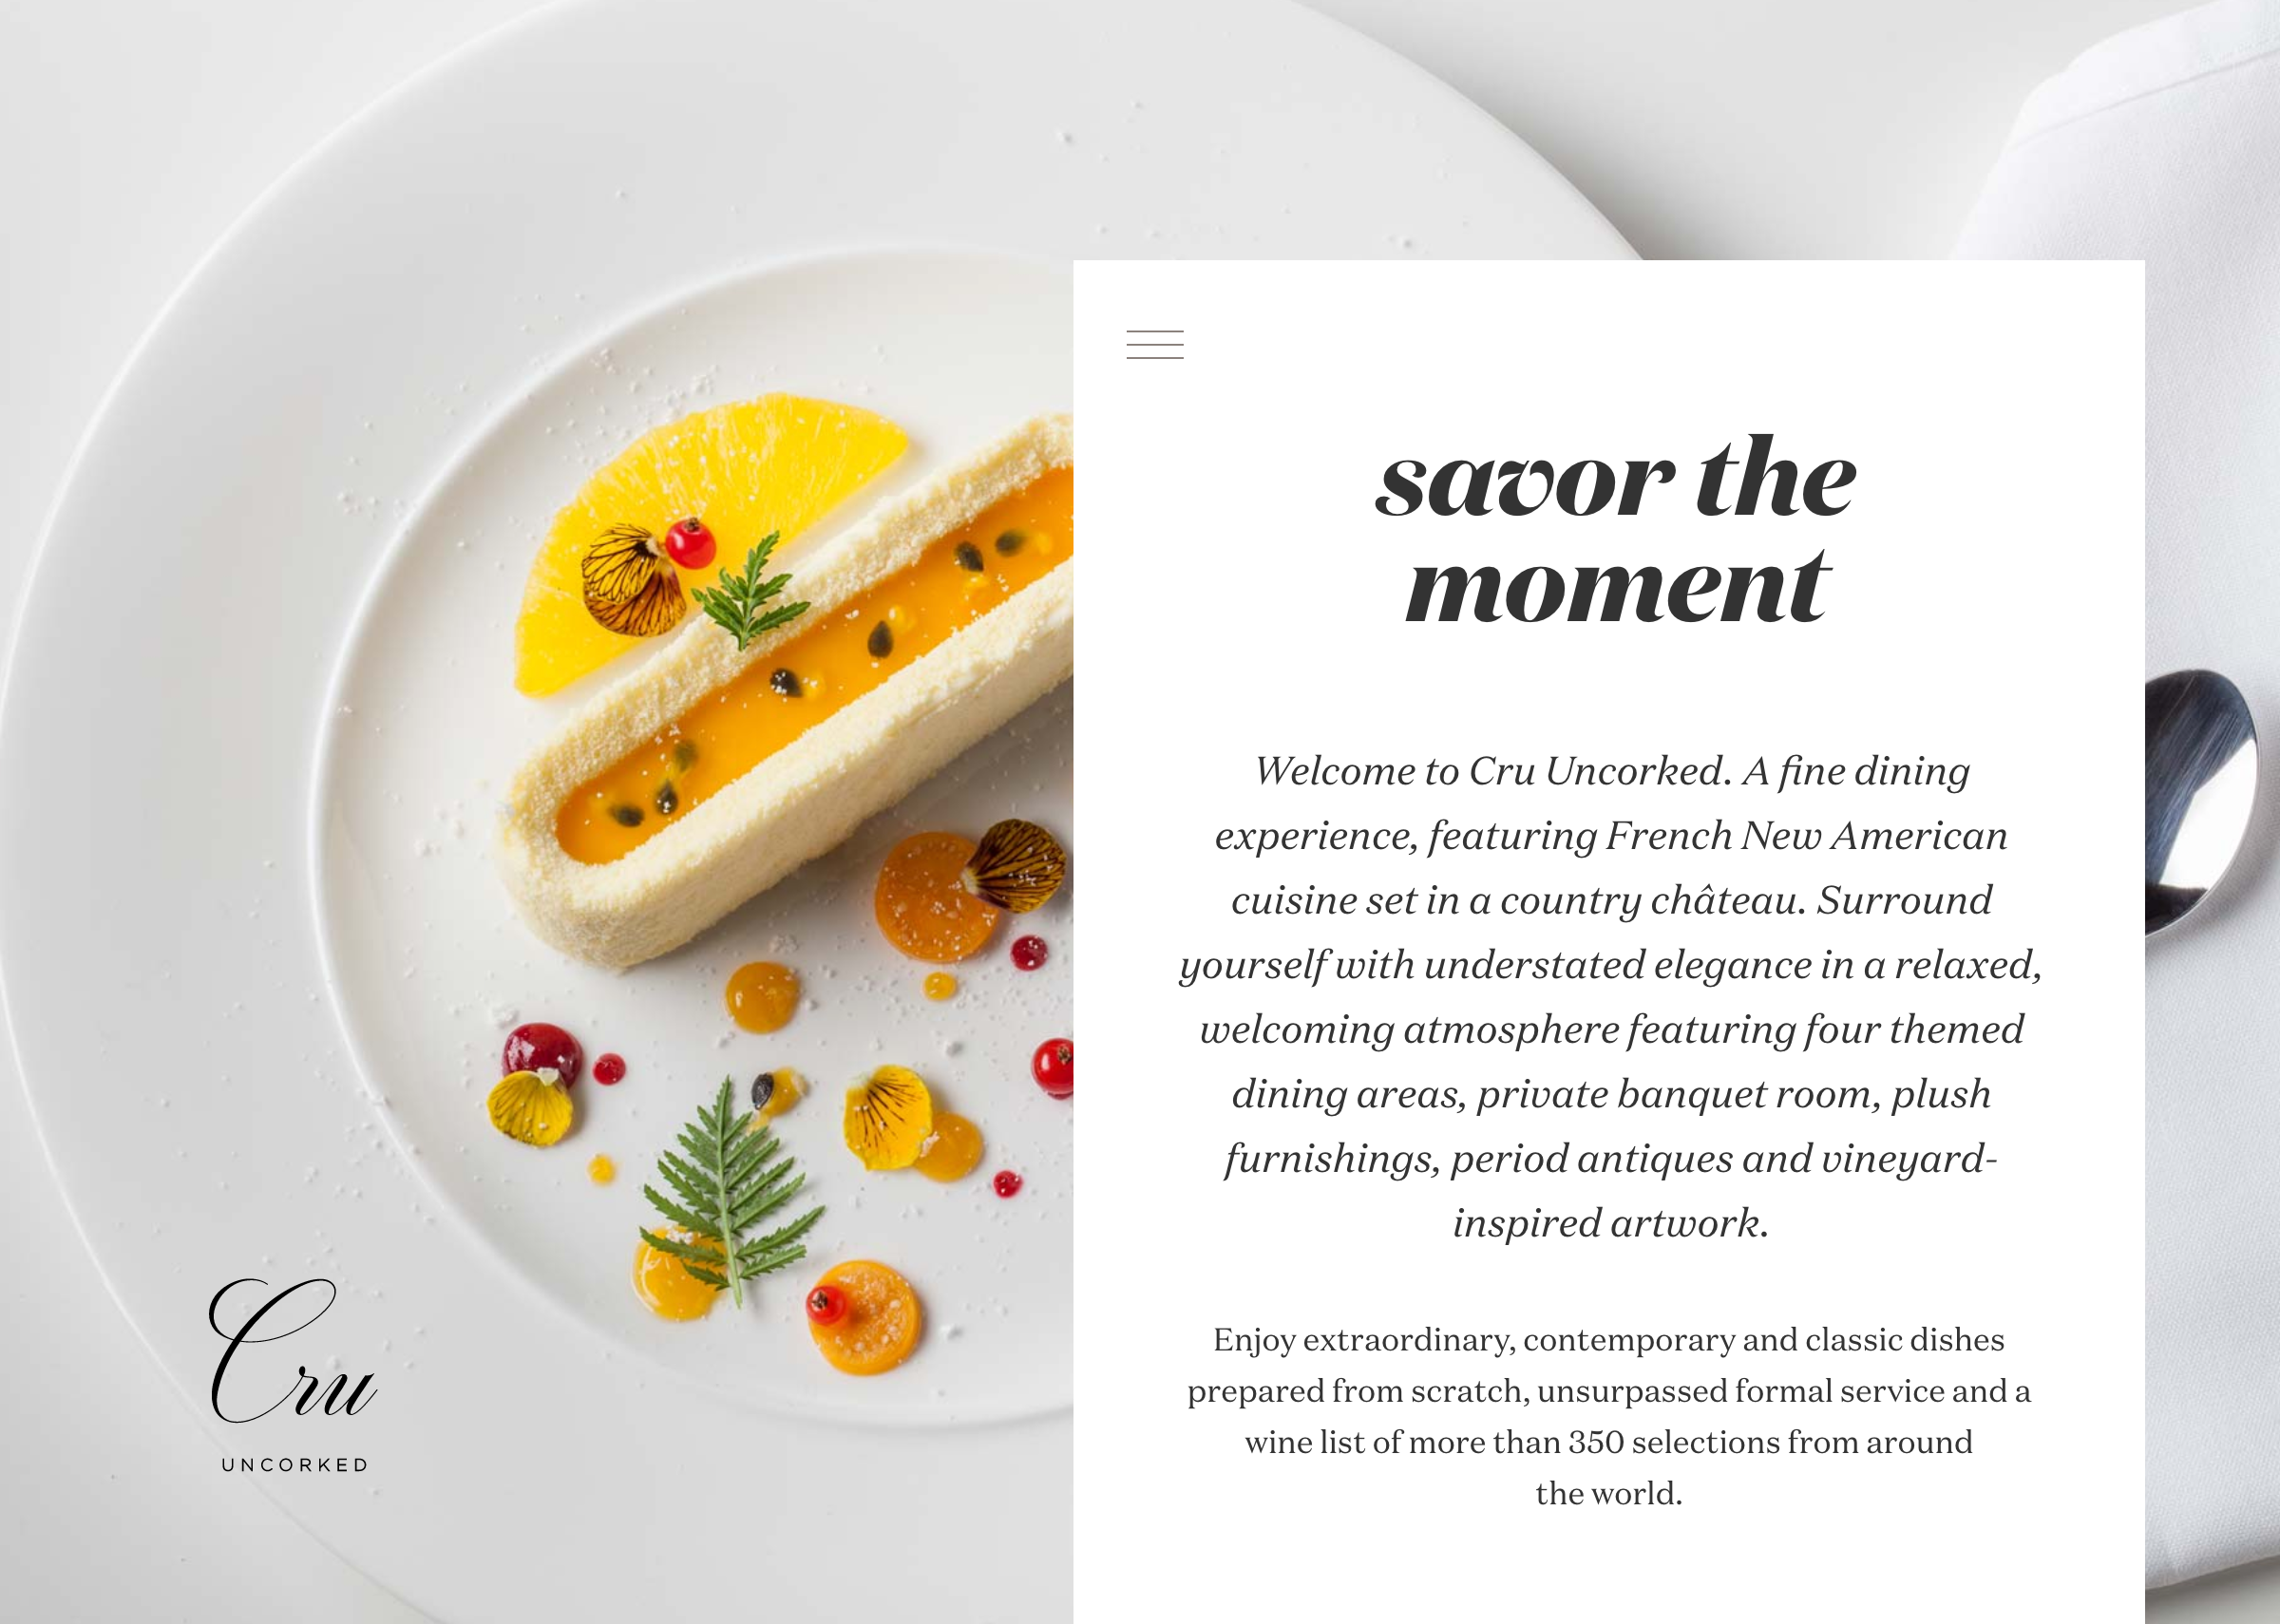 savor the
moment
Welcome to Cru Uncorked. A fine dining
experience, featuring French New American
cuisine set in a country château. Surround
yourself with understated elegance in a relaxed,
welcoming atmosphere featuring four themed
dining areas, private banquet room, plush
furnishings, period antiques and vineyard-
inspired artwork.
Enjoy extraordinary, contemporary and classic dishes
prepared from scratch, unsurpassed formal service and a
wine list of more than 350 selections from around
the world.
Cru
UNCORKED